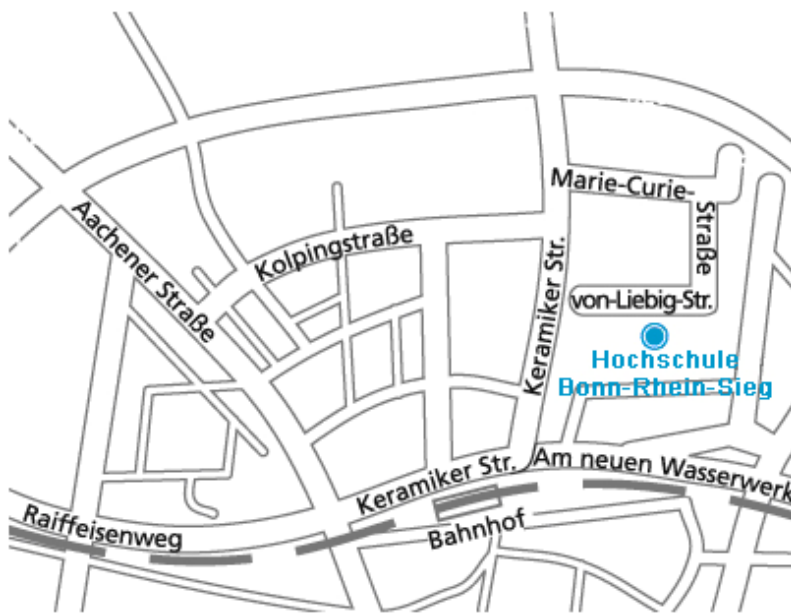 Marie-Curie-
Straße
Aachener Straße
Kolpingstraße
Keramiker Str.
von-Liebig-Str.
Hochschule
Bonn-Rhein-Sieg
Keramiker Str.
Am neuen Wasserwerk
Raiffeisenweg
Bahnhof